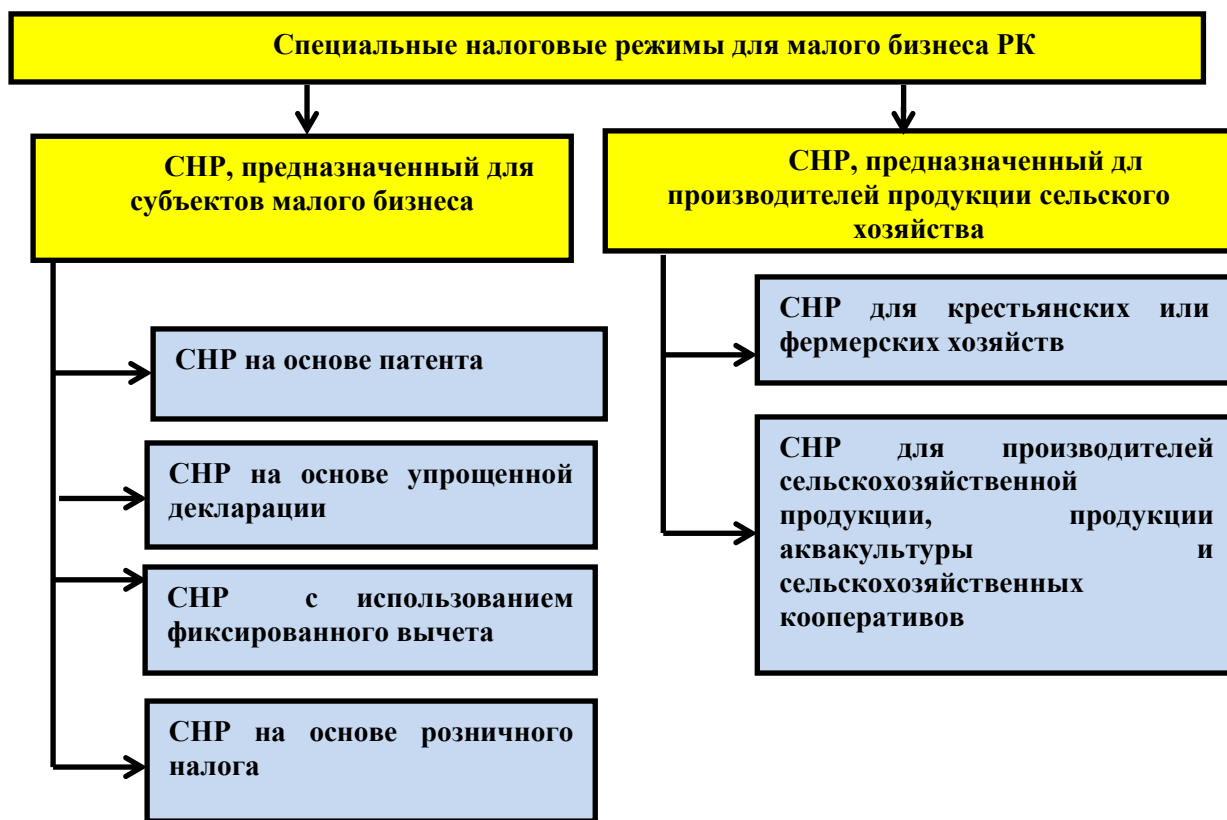 Специальные налоговые режимы для малого бизнеса РК
СНР, предназначенный для
субъектов малого бизнеса
СНР, предназначенный дл
производителей продукции сельского
хозяйства
СНР на основе патента
СНР на основе упрощенной
декларации
СНР с использованием
фиксированного вычета
СНР на основе розничного
налога
СНР для крестьянских или
фермерских хозяйств
СНР для производителей
сельскохозяйственной
продукции, продукции
аквакультуры и
сельскохозяйственных
кооперативов